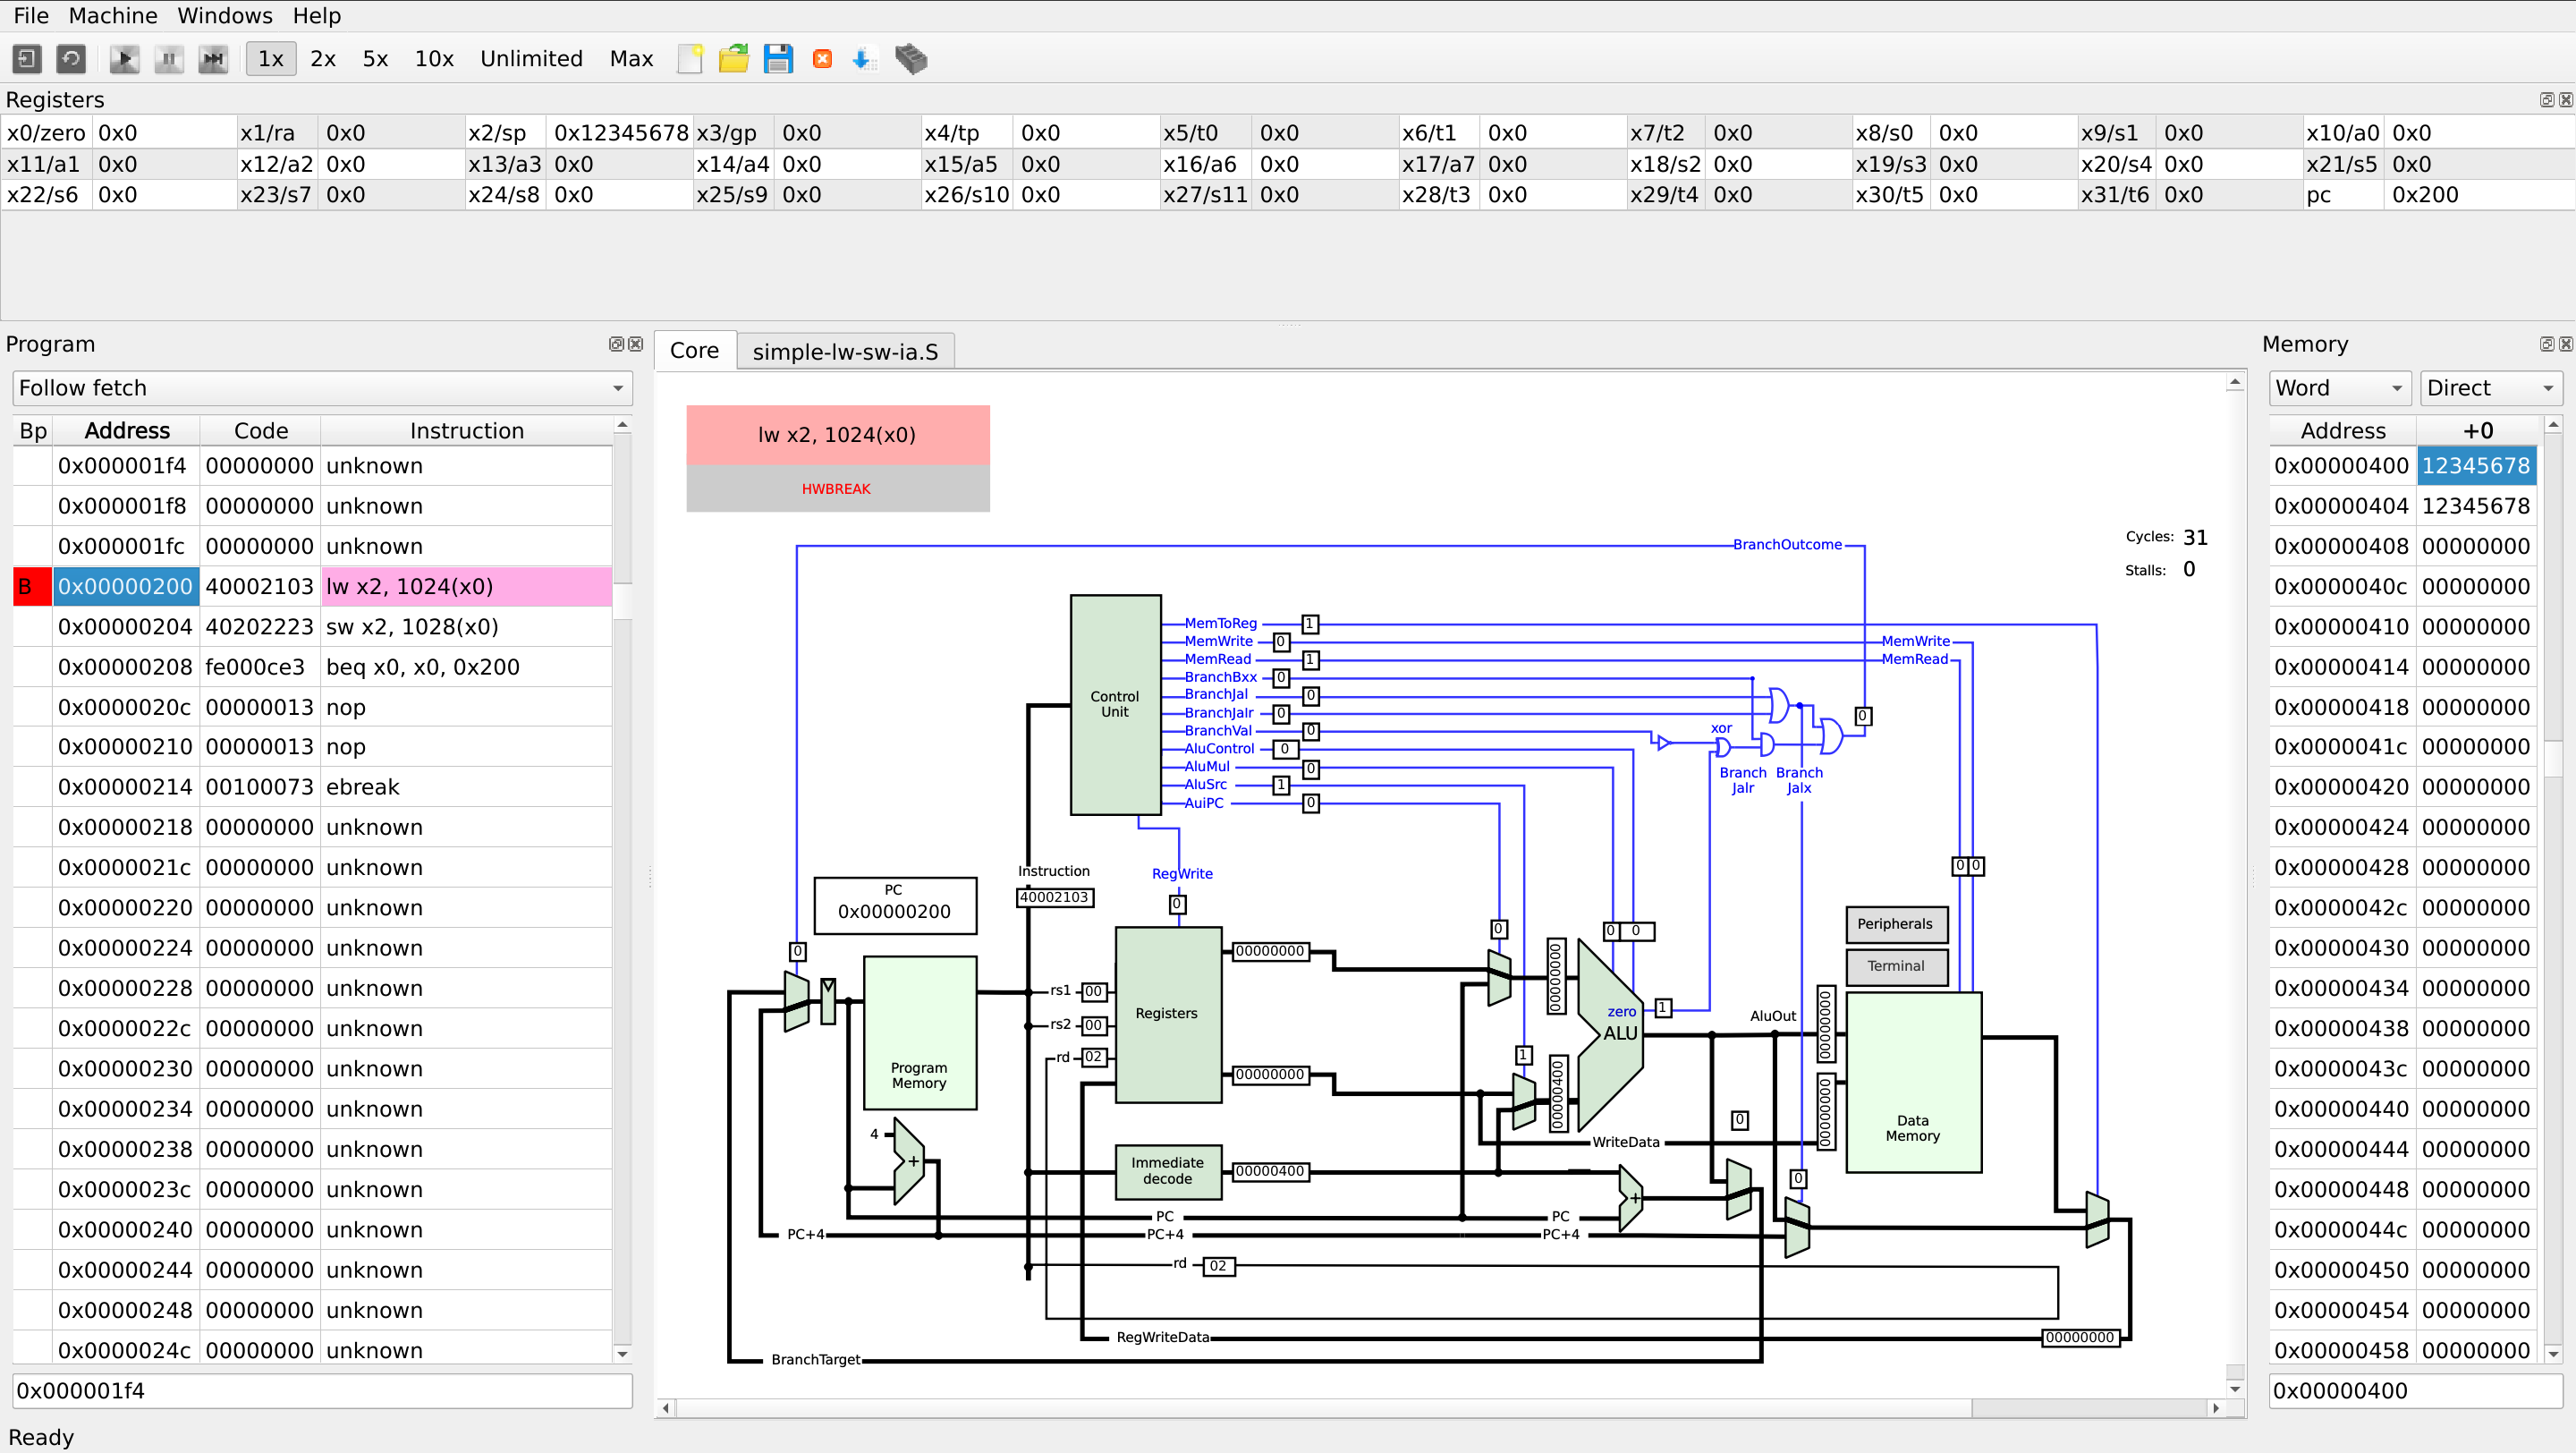 File Machine Windows Help
1x 2x 5x 10x Unlimited Max
Registers
x0/zero 0x0 x1/ra 0x0 x2/sp 0x12345678 x3/gp 0x0 x4/tp 0x0 x5/t0 0x0 x6/t1 0x0 x7/t2 0x0 x8/s0 0x0 x9/s1 0x0 x10/a0 0x0
x11/a1 0x0 x12/a2 0x0 x13/a3 0x0 x14/a4 0x0 x15/a5 0x0 x16/a6 0x0 x17/a7 0x0 x18/s2 0x0 x19/s3 0x0 x20/s4 0x0 x21/s5 0x0
x22/s6 0x0 x23/s7 0x0 x24/s8 0x0 x25/s9 0x0 x26/s10 0x0 x27/s11 0x0 x28/t3 0x0 x29/t4 0x0 x30/t5 0x0 x31/t6 0x0 pc 0x200
Program
Follow fetch
Bp Address Code Instruction
0x000001f4 00000000 unknown
0x000001f8 00000000 unknown
0x000001fc 00000000 unknown
B 0x00000200 40002103 lw x2, 1024(x0)
0x00000204 40202223 sw x2, 1028(x0)
0x00000208 fe000ce3 beq x0, x0, 0x200
0x0000020c 00000013 nop
0x00000210 00000013 nop
0x00000214 00100073 ebreak
0x00000218 00000000 unknown
0x0000021c 00000000 unknown
0x00000220 00000000 unknown
0x00000224 00000000 unknown
0x00000228 00000000 unknown
0x0000022c 00000000 unknown
0x00000230 00000000 unknown
0x00000234 00000000 unknown
0x00000238 00000000 unknown
0x0000023c 00000000 unknown
0x00000240 00000000 unknown
0x00000244 00000000 unknown
0x00000248 00000000 unknown
0x0000024c 00000000 unknown
0x000001f4
Core simple-lw-sw-ia.S
lw x2, 1024(x0)
HWBREAK
BranchOutcome
Cycles: 31
Stalls: 0
Control
Unit
MemToReg 1
MemWrite 0 MemWrite
MemRead 1 MemRead
BranchBxx 0
BranchJal 0
BranchJalr 0
0
BranchVal 0
xor
AluControl 0
AluMul 0
AluSrc 1
AuiPC 0
Branch
Jalr
Branch
Jalx
0 0
Instruction
40002103
RegWrite
0
PC
0x00000200
0
0
0 0
Peripherals
Terminal
00000000
00000000
rs1 00
rs2 00
rd 02
Registers
zero 1
ALU
AluOut
00000000
1
00000000
00000400
00000000
Program
Memory
Data
Memory
4
+
0
WriteData
Immediate
decode
00000400
0
+
PC PC
PC+4 PC+4 PC+4
rd 02
RegWriteData 00000000
BranchTarget
Memory
Word Direct
Address +0
0x00000400 12345678
0x00000404 12345678
0x00000408 00000000
0x0000040c 00000000
0x00000410 00000000
0x00000414 00000000
0x00000418 00000000
0x0000041c 00000000
0x00000420 00000000
0x00000424 00000000
0x00000428 00000000
0x0000042c 00000000
0x00000430 00000000
0x00000434 00000000
0x00000438 00000000
0x0000043c 00000000
0x00000440 00000000
0x00000444 00000000
0x00000448 00000000
0x0000044c 00000000
0x00000450 00000000
0x00000454 00000000
0x00000458 00000000
0x00000400
Ready